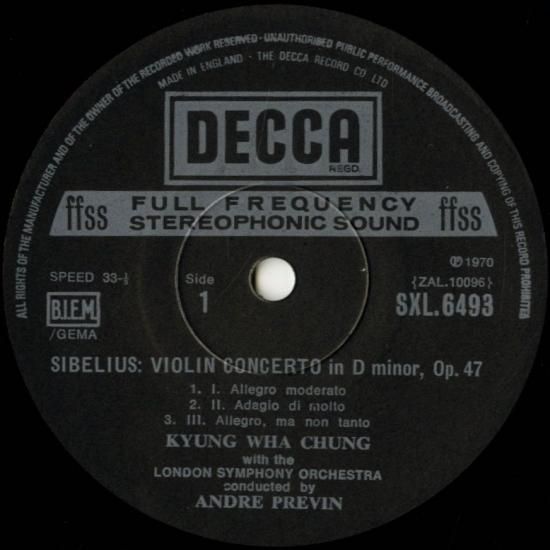 ALL RIGHTS OF THE MANUFACTURER AND OF THE OWNER OF THE RECORDED WORK RESERVED · UNAUTHORISED PUBLIC PERFORMANCE BROADCASTING AND COPYING OF THIS RECORD PROHIBITED
MADE IN ENGLAND · THE DECCA RECORD CO LTD
DECCA
REGD.
ffss FULL FREQUENCY STEREOPHONIC SOUND ffss
℗ 1970
SPEED 33-⅓ Side 1 {ZAL.10096}
SXL.6493
B.I.E.M.
/GEMA
SIBELIUS: VIOLIN CONCERTO in D minor, Op. 47
1. I. Allegro moderato
2. II. Adagio di molto
3. III. Allegro, ma non tanto
KYUNG WHA CHUNG
with the
LONDON SYMPHONY ORCHESTRA
conducted by
ANDRE PREVIN